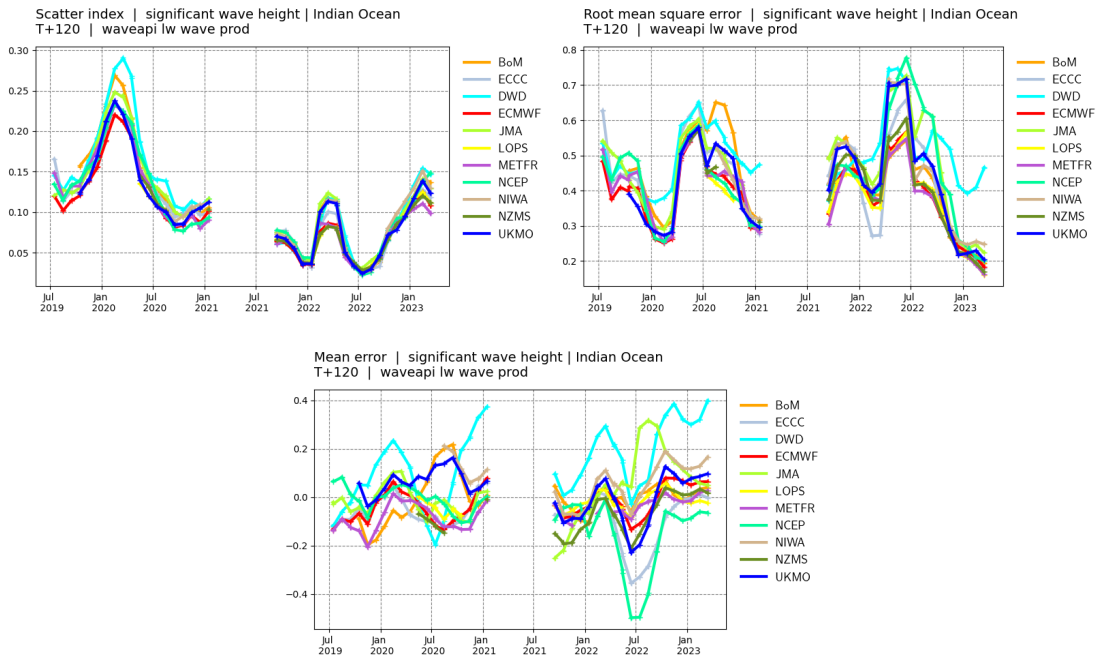 Scatter index | significant wave height | Indian Ocean
T+120 | waveapi lw wave prod
0.30
0.25
0.20
0.15
0.10
0.05
Jul 2019
Jan 2020
Jul 2020
Jan 2021
Jul 2021
Jan 2022
Jul 2022
Jan 2023
BoM
ECCC
DWD
ECMWF
JMA
LOPS
METFR
NCEP
NIWA
NZMS
UKMO
Root mean square error | significant wave height | Indian Ocean
T+120 | waveapi lw wave prod
0.8
0.7
0.6
0.5
0.4
0.3
0.2
Jul 2019
Jan 2020
Jul 2020
Jan 2021
Jul 2021
Jan 2022
Jul 2022
Jan 2023
BoM
ECCC
DWD
ECMWF
JMA
LOPS
METFR
NCEP
NIWA
NZMS
UKMO
Mean error | significant wave height | Indian Ocean
T+120 | waveapi lw wave prod
0.4
0.2
0.0
−0.2
−0.4
Jul 2019
Jan 2020
Jul 2020
Jan 2021
Jul 2021
Jan 2022
Jul 2022
Jan 2023
BoM
ECCC
DWD
ECMWF
JMA
LOPS
METFR
NCEP
NIWA
NZMS
UKMO